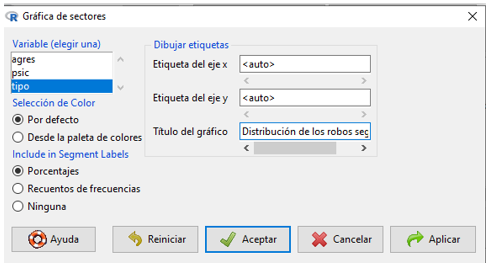 Gráfica de sectores
Variable (elegir una)
agres
psic
tipo
Selección de Color
Por defecto
Desde la paleta de colores
Include in Segment Labels
Porcentajes
Recuentos de frecuencias
Ninguna
Dibujar etiquetas
Etiqueta del eje x
<auto>
Etiqueta del eje y
<auto>
Título del gráfico
Distribución de los robos seg
Ayuda
Reiniciar
Aceptar
Cancelar
Aplicar